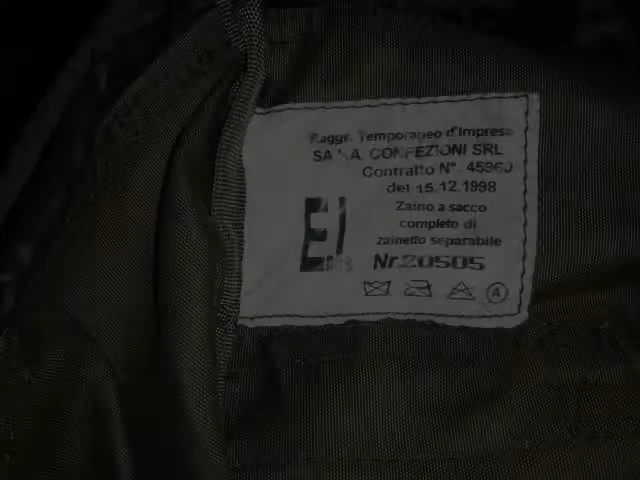 Raggr. Temporaneo d'Imprese
CONFEZIONI SRL
Contratto N°. 45960
del 15.12.1998
Zaino a sacco
completo di
zainetto separabile
EI
Nr.20505
A